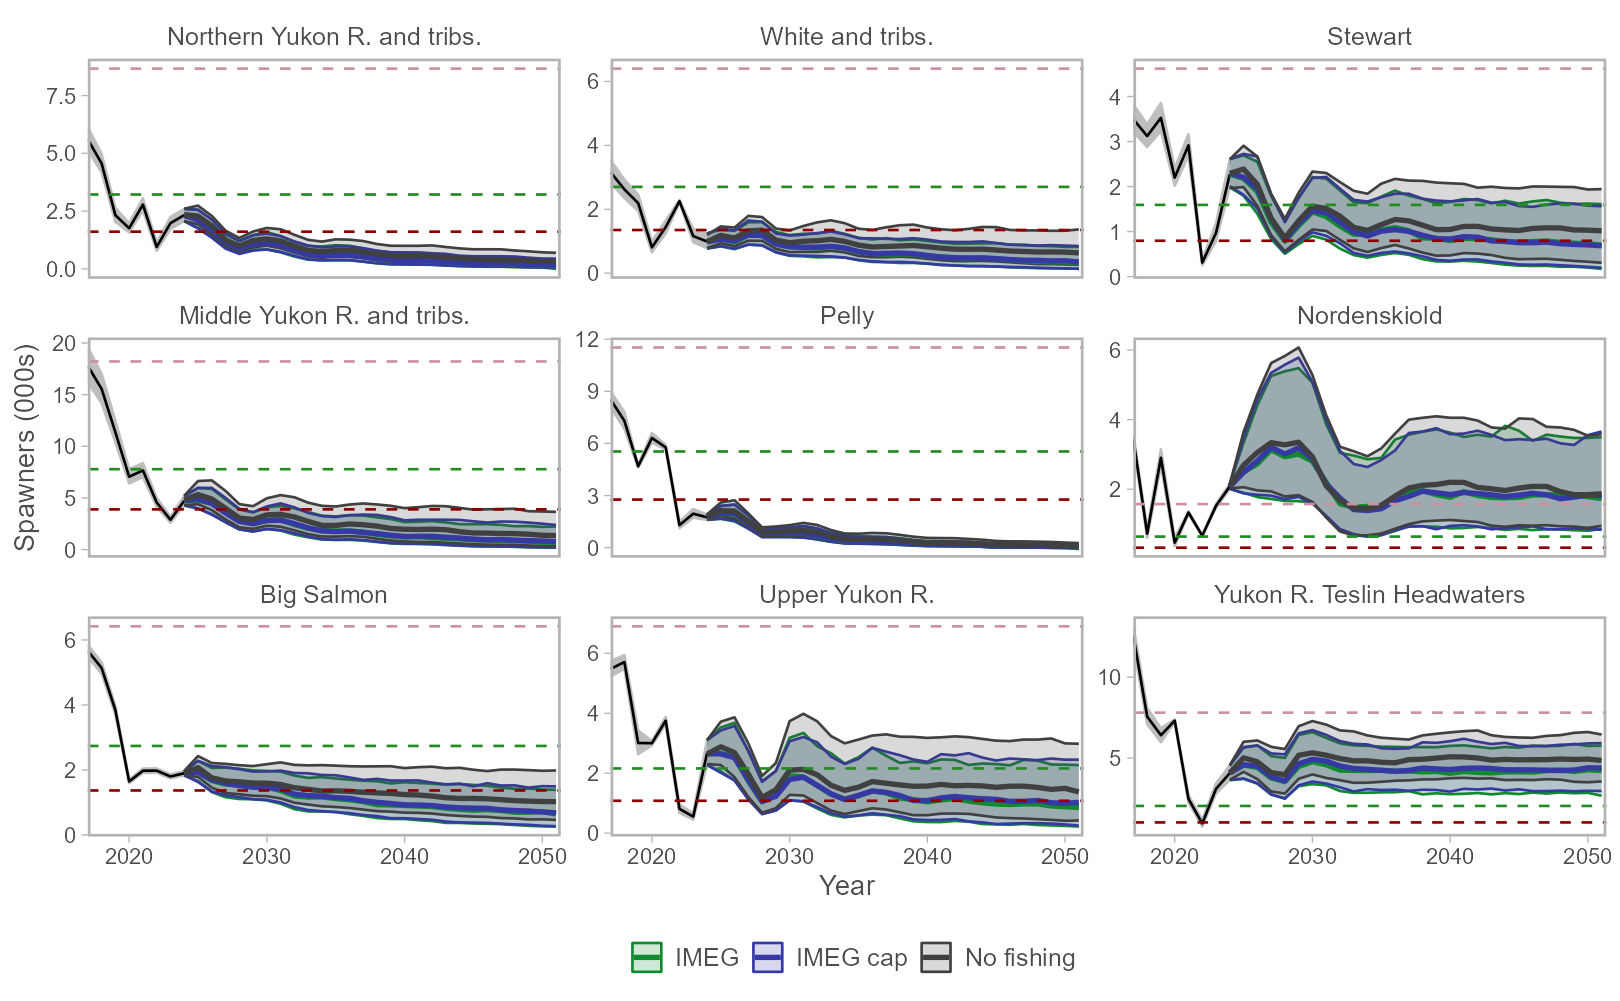 Northern Yukon R. and tribs.
White and tribs.
Stewart
7.5
5.0
2.5
0.0
6
4
2
0
4
3
2
1
0
Middle Yukon R. and tribs.
Pelly
Nordenskiold
20
15
10
5
0
12
9
6
3
0
6
4
2
Spawners (000s)
Big Salmon
Upper Yukon R.
Yukon R. Teslin Headwaters
6
4
2
0
6
4
2
0
10
5
2020 2030 2040 2050
2020 2030 2040 2050
2020 2030 2040 2050
Year
IMEG IMEG cap No fishing